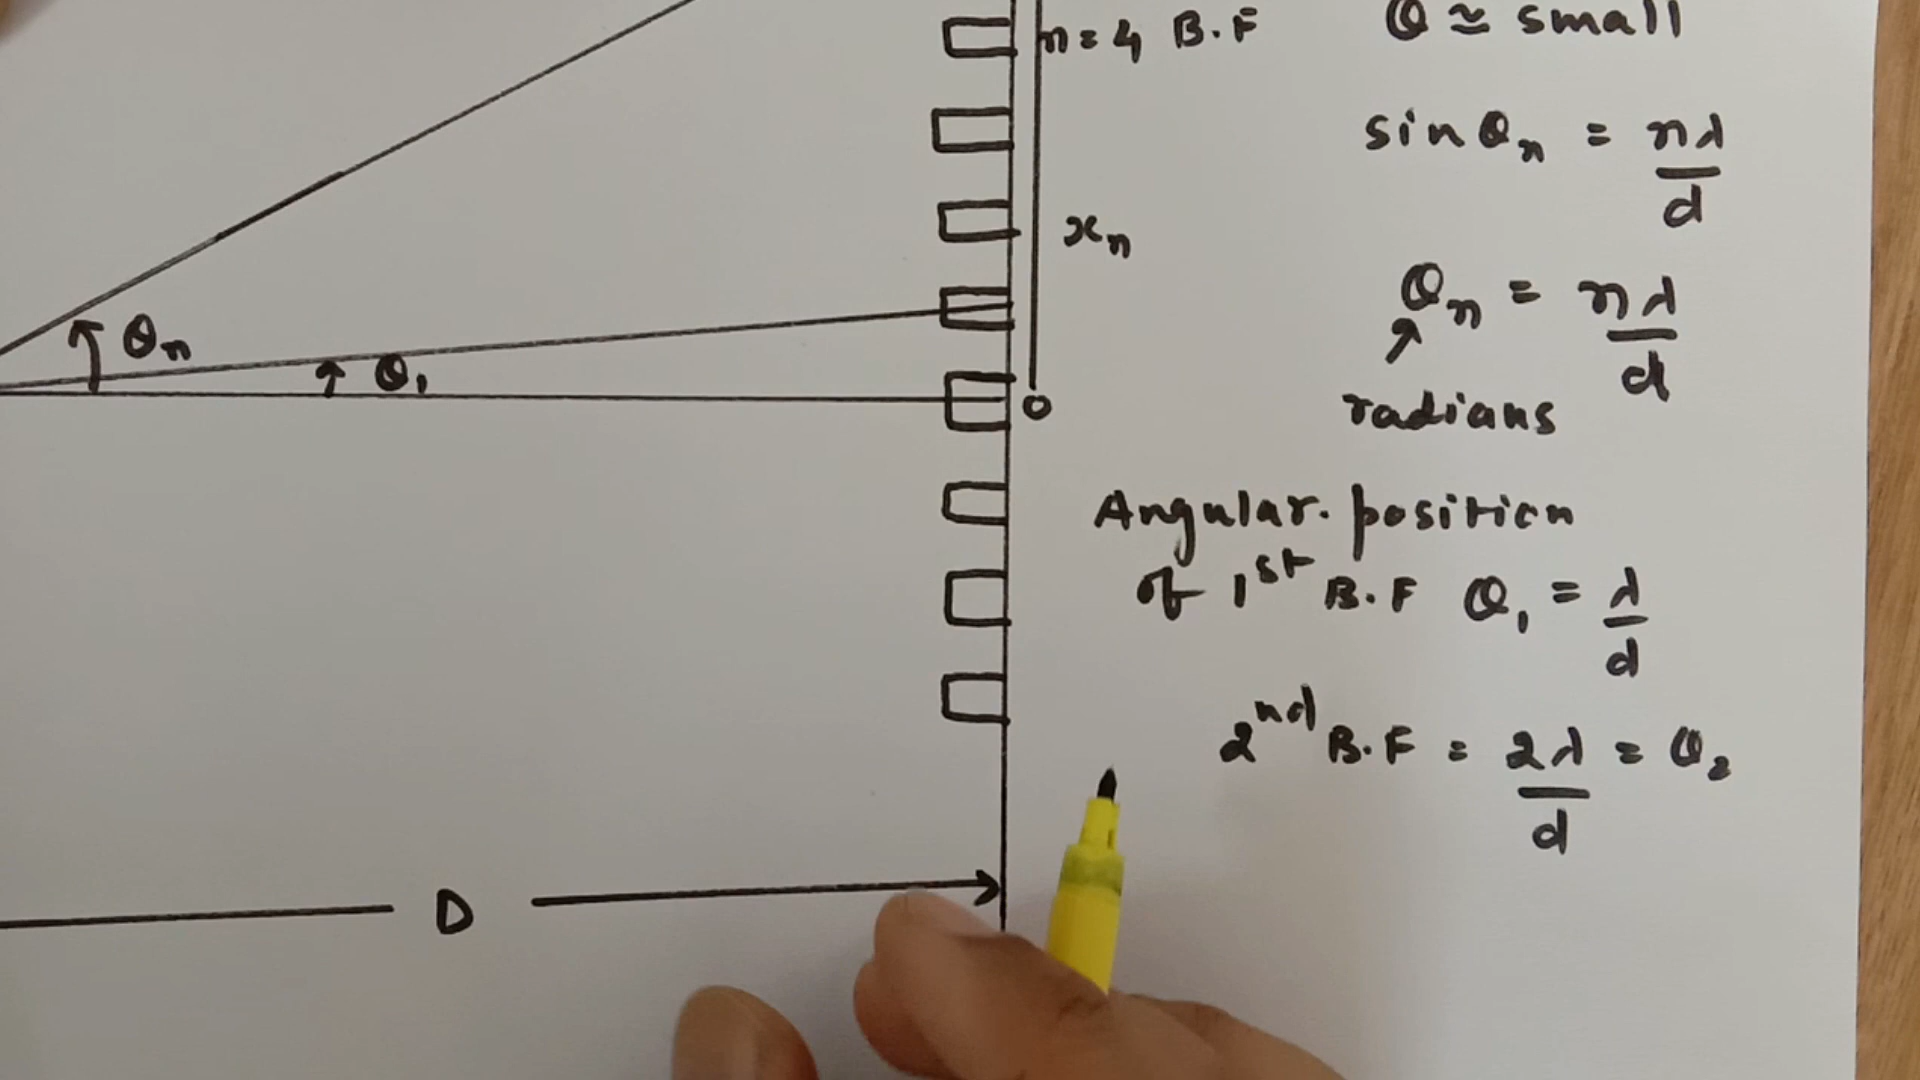 n = 4 B.F
θ ≃ small
sin θₙ = nλ/d
xₙ
θₙ = nλ/d
radians
θₙ
θ₁
O
Angular. position
of 1st B.F θ₁ = λ/d
2nd B.F = 2λ/d = θ₂
D